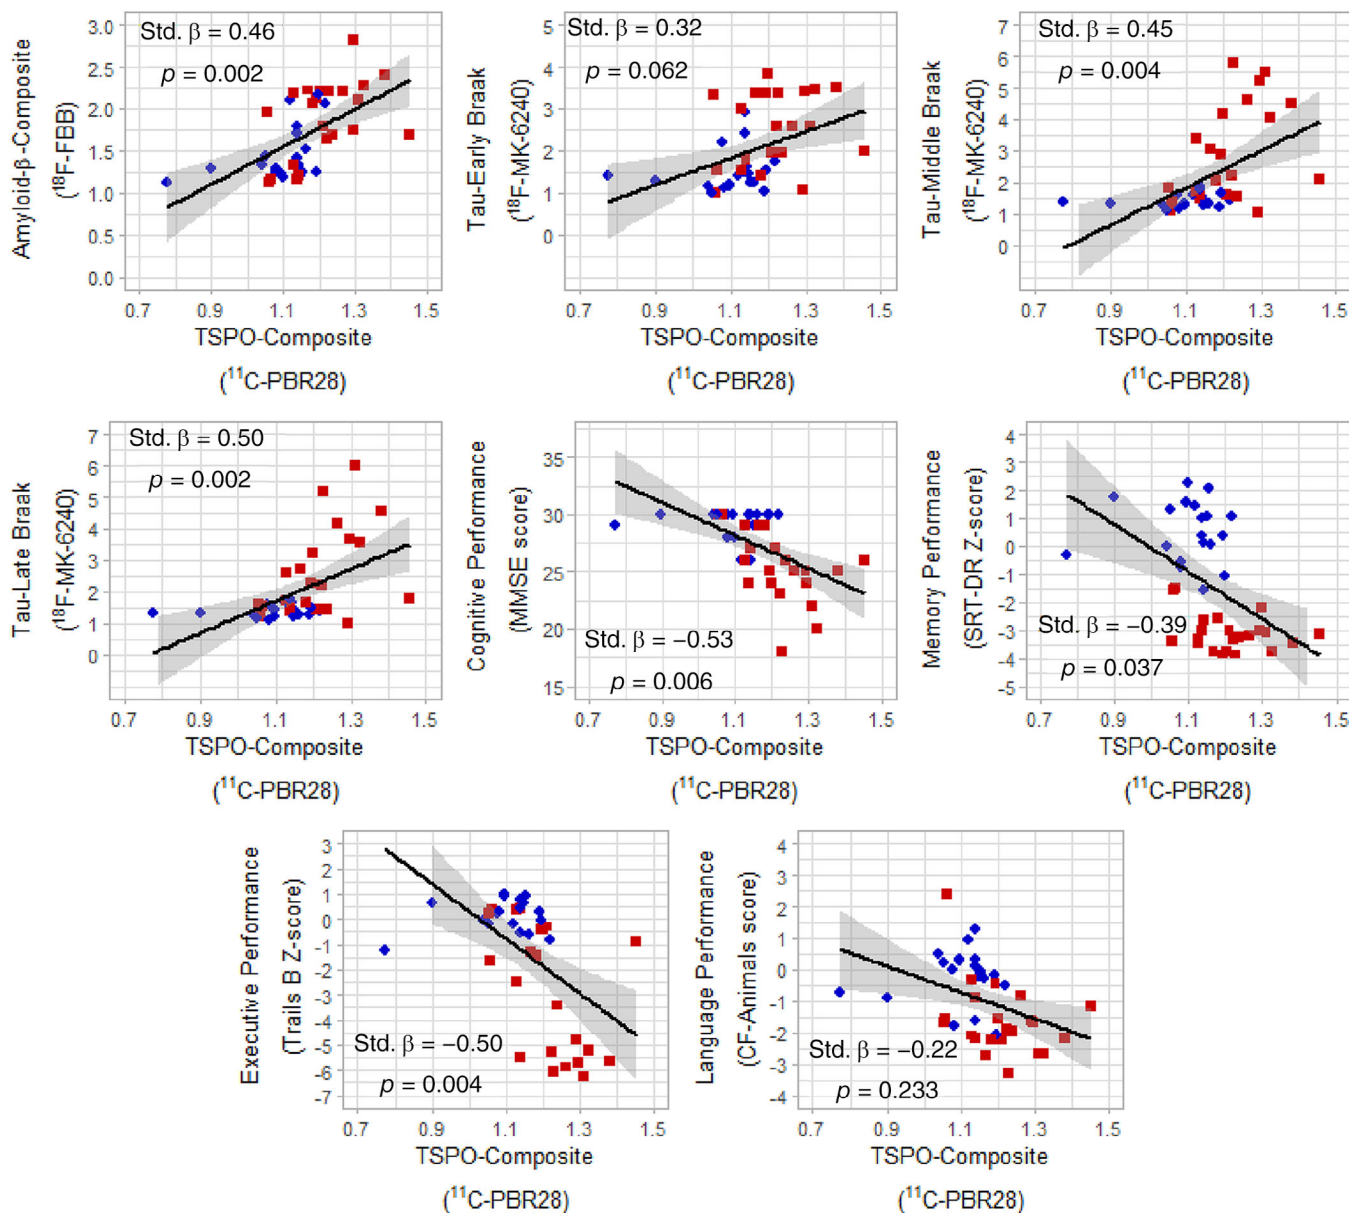 Amyloid-β-Composite
(¹⁸F-FBB)
3.0
2.5
2.0
1.5
1.0
0.5
0.0
Std. β = 0.46
p = 0.002
0.7 0.9 1.1 1.3 1.5
TSPO-Composite
(¹¹C-PBR28)
Tau-Early Braak
(¹⁸F-MK-6240)
5
4
3
2
1
0
Std. β = 0.32
p = 0.062
0.7 0.9 1.1 1.3 1.5
TSPO-Composite
(¹¹C-PBR28)
Tau-Middle Braak
(¹⁸F-MK-6240)
7
6
5
4
3
2
1
0
Std. β = 0.45
p = 0.004
0.7 0.9 1.1 1.3 1.5
TSPO-Composite
(¹¹C-PBR28)
Tau-Late Braak
(¹⁸F-MK-6240)
7
6
5
4
3
2
1
0
Std. β = 0.50
p = 0.002
0.7 0.9 1.1 1.3 1.5
TSPO-Composite
(¹¹C-PBR28)
Cognitive Performance
(MMSE score)
35
30
25
20
15
Std. β = −0.53
p = 0.006
0.7 0.9 1.1 1.3 1.5
TSPO-Composite
(¹¹C-PBR28)
Memory Performance
(SRT-DR Z-score)
4
3
2
1
0
-1
-2
-3
-4
-5
Std. β = −0.39
p = 0.037
0.7 0.9 1.1 1.3 1.5
TSPO-Composite
(¹¹C-PBR28)
Executive Performance
(Trails B Z-score)
3
2
1
0
-1
-2
-3
-4
-5
-6
-7
Std. β = −0.50
p = 0.004
0.7 0.9 1.1 1.3 1.5
TSPO-Composite
(¹¹C-PBR28)
Language Performance
(CF-Animals score)
4
3
2
1
0
-1
-2
-3
-4
Std. β = −0.22
p = 0.233
0.7 0.9 1.1 1.3 1.5
TSPO-Composite
(¹¹C-PBR28)